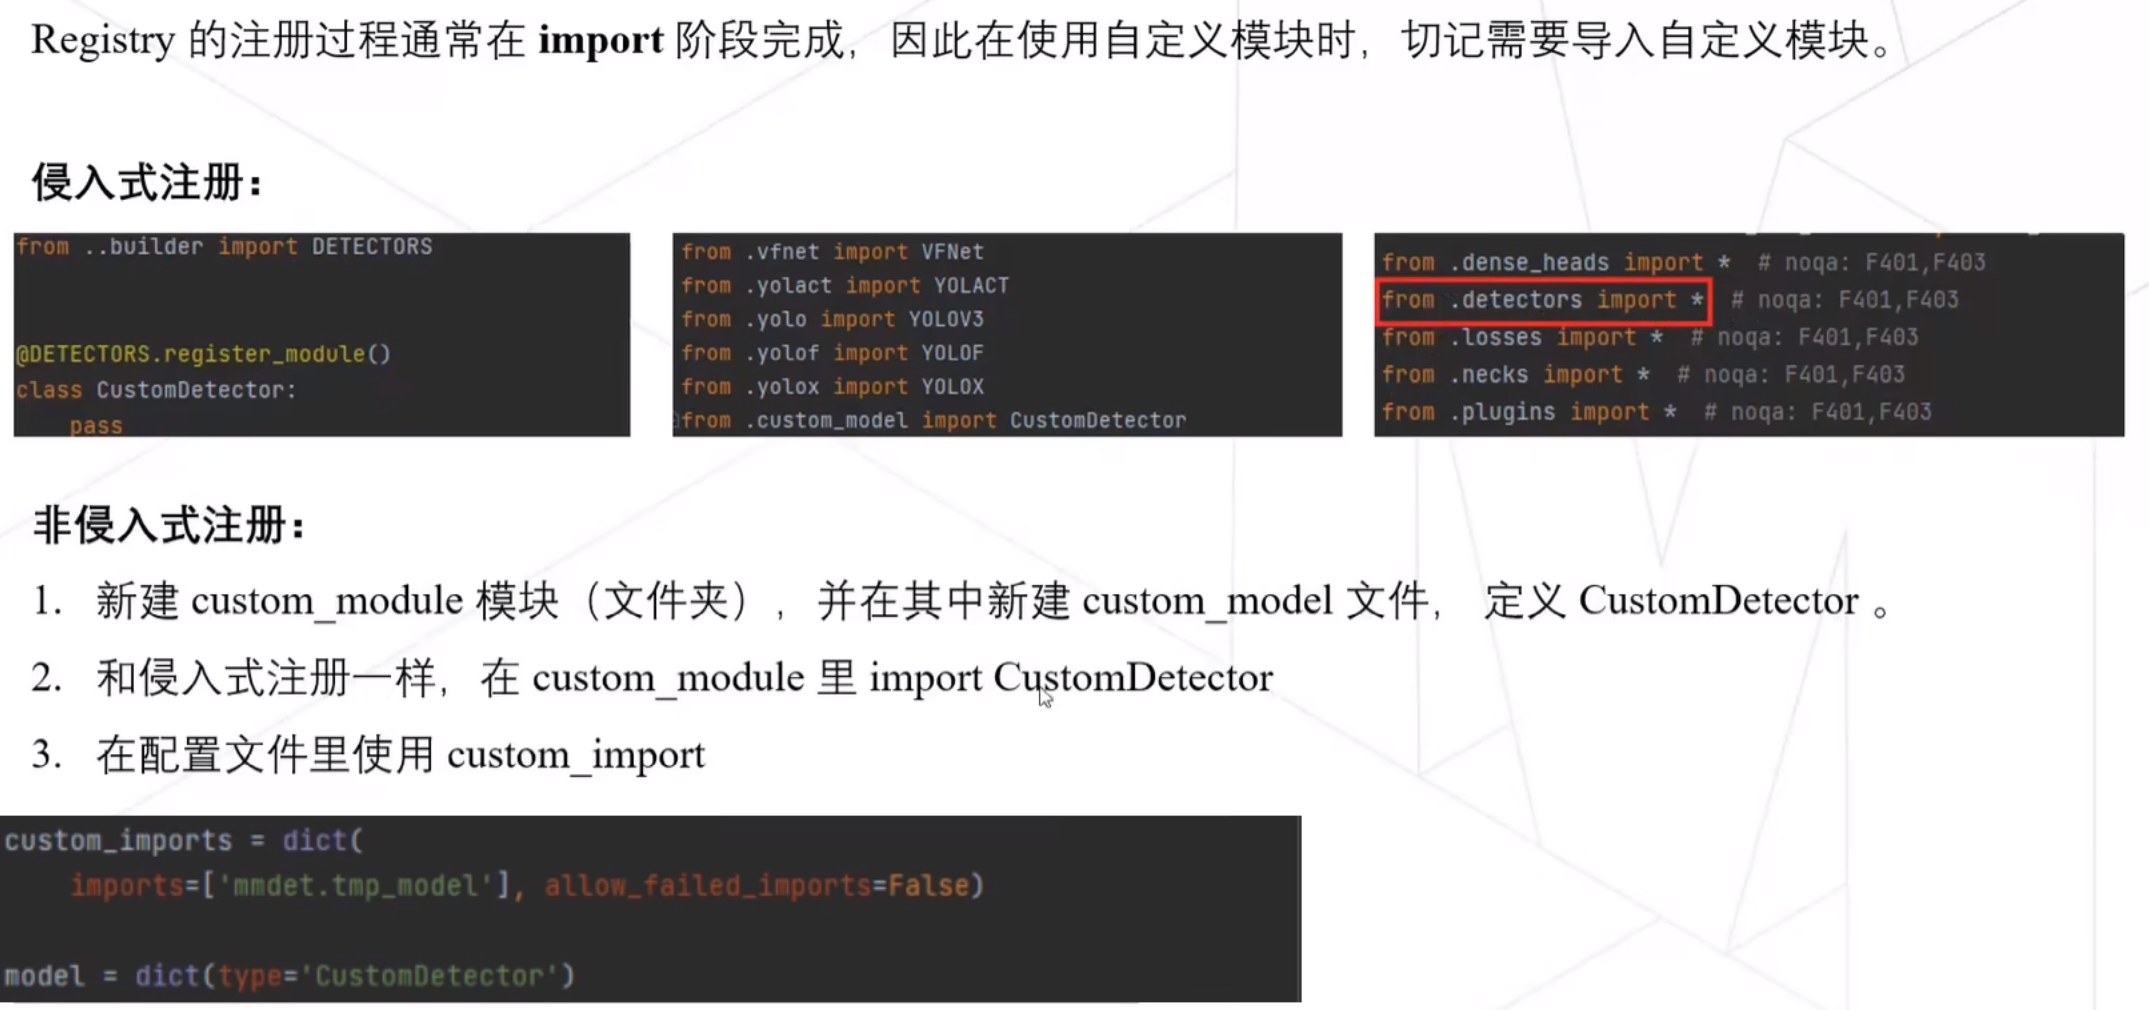 Registry 的注册过程通常在 import 阶段完成，因此在使用自定义模块时，切记需要导入自定义模块。
侵入式注册：
from ..builder import DETECTORS
@DETECTORS.register_module()
class CustomDetector:
    pass
from .vfnet import VFNet
from .yolact import YOLACT
from .yolo import YOLOV3
from .yolof import YOLOF
from .yolox import YOLOX
from .custom_model import CustomDetector
from .dense_heads import *  # noqa: F401,F403
from .detectors import *  # noqa: F401,F403
from .losses import *  # noqa: F401,F403
from .necks import *  # noqa: F401,F403
from .plugins import *  # noqa: F401,F403
非侵入式注册：
1. 新建 custom_module 模块（文件夹），并在其中新建 custom_model 文件， 定义 CustomDetector 。
2. 和侵入式注册一样，在 custom_module 里 import CustomDetector
3. 在配置文件里使用 custom_import
custom_imports = dict(
    imports=['mmdet.tmp_model'], allow_failed_imports=False)
model = dict(type='CustomDetector')